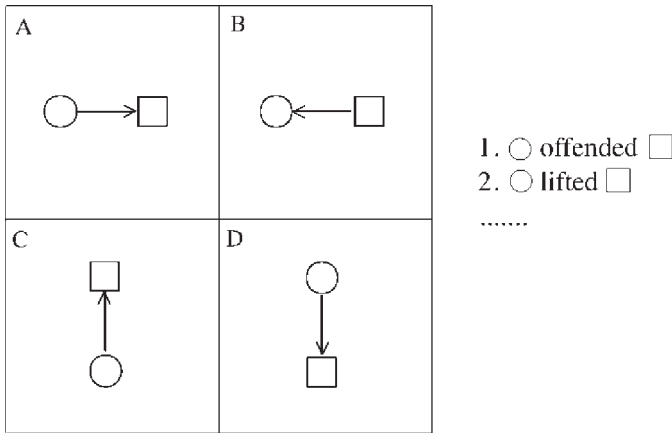 A
B
C
D
1. ○ offended □
2. ○ lifted □
.......